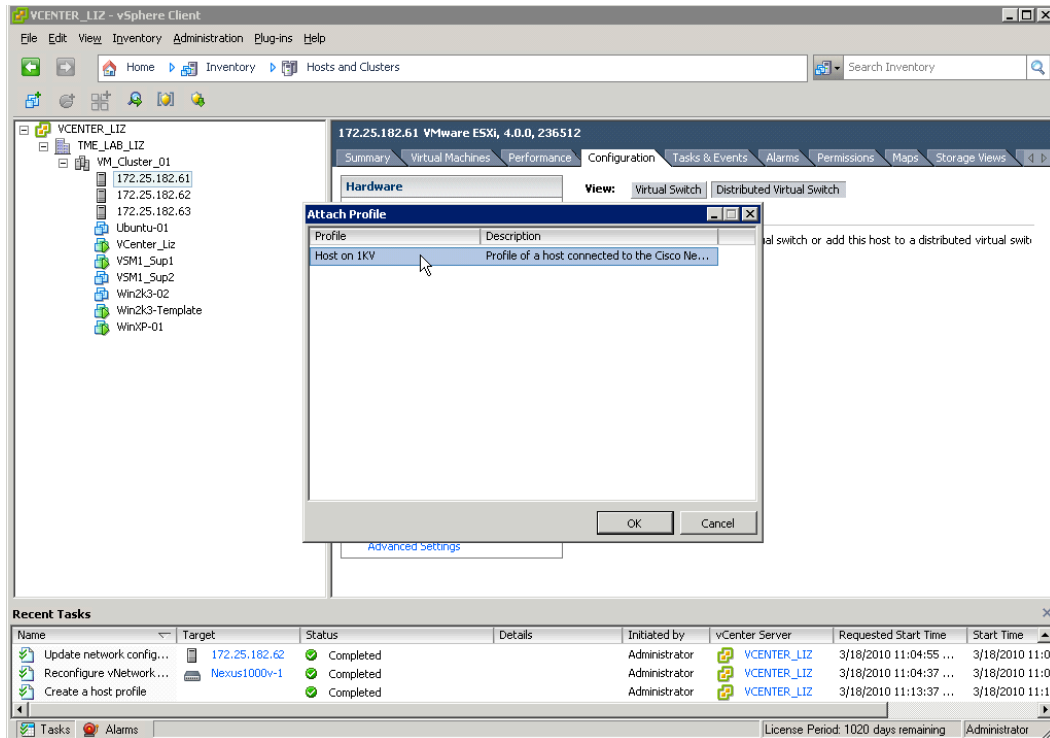 VCENTER_LIZ - vSphere Client
File Edit View Inventory Administration Plug-ins Help
Home Inventory Hosts and Clusters Search Inventory
VCENTER_LIZ
TME_LAB_LIZ
VM_Cluster_01
172.25.182.61
172.25.182.62
172.25.182.63
Ubuntu-01
VCenter_Liz
VSM1_Sup1
VSM1_Sup2
Win2k3-02
Win2k3-Template
WinXP-01
172.25.182.61 VMware ESXi, 4.0.0, 236512
Summary Virtual Machines Performance Configuration Tasks & Events Alarms Permissions Maps Storage Views
Hardware View: Virtual Switch Distributed Virtual Switch
Attach Profile
Profile Description
Host on 1KV Profile of a host connected to the Cisco Ne...
switch or add this host to a distributed virtual
OK Cancel
Advanced Settings
Recent Tasks
Name Target Status Details Initiated by vCenter Server Requested Start Time Start Time
Update network config... 172.25.182.62 Completed Administrator VCENTER_LIZ 3/18/2010 11:04:55 ... 3/18/2010 11:0
Reconfigure vNetwork... Nexus1000v-1 Completed Administrator VCENTER_LIZ 3/18/2010 11:04:37 ... 3/18/2010 11:0
Create a host profile Completed Administrator VCENTER_LIZ 3/18/2010 11:13:37 ... 3/18/2010 11:1
Tasks Alarms License Period: 1020 days remaining Administrator